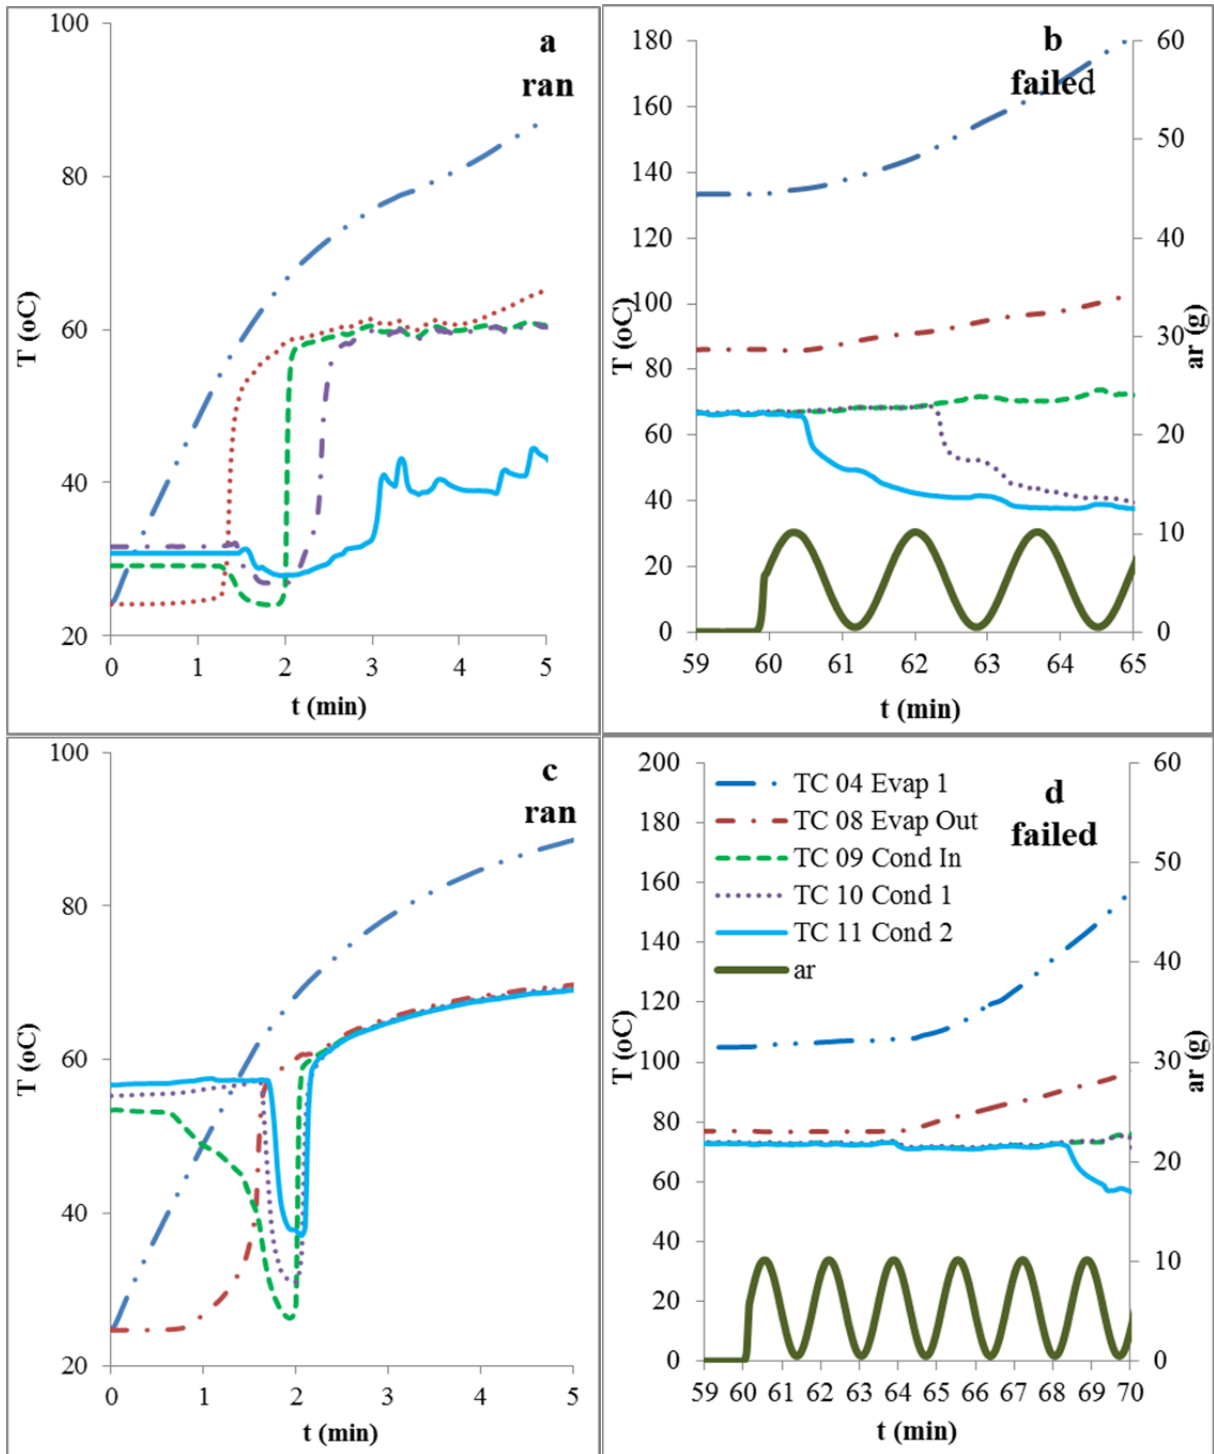 a
ran
100
80
60
40
20
T (oC)
0 1 2 3 4 5
t (min)
b
failed
180
160
140
120
100
80
60
40
20
0
T (oC)
60
50
40
30
20
10
0
ar (g)
59 60 61 62 63 64 65
t (min)
c
ran
100
80
60
40
20
T (oC)
0 1 2 3 4 5
t (min)
d
failed
200
180
160
140
120
100
80
60
40
20
0
T (oC)
TC 04 Evap 1
TC 08 Evap Out
TC 09 Cond In
TC 10 Cond 1
TC 11 Cond 2
ar
60
50
40
30
20
10
0
ar (g)
59 60 61 62 63 64 65 66 67 68 69 70
t (min)